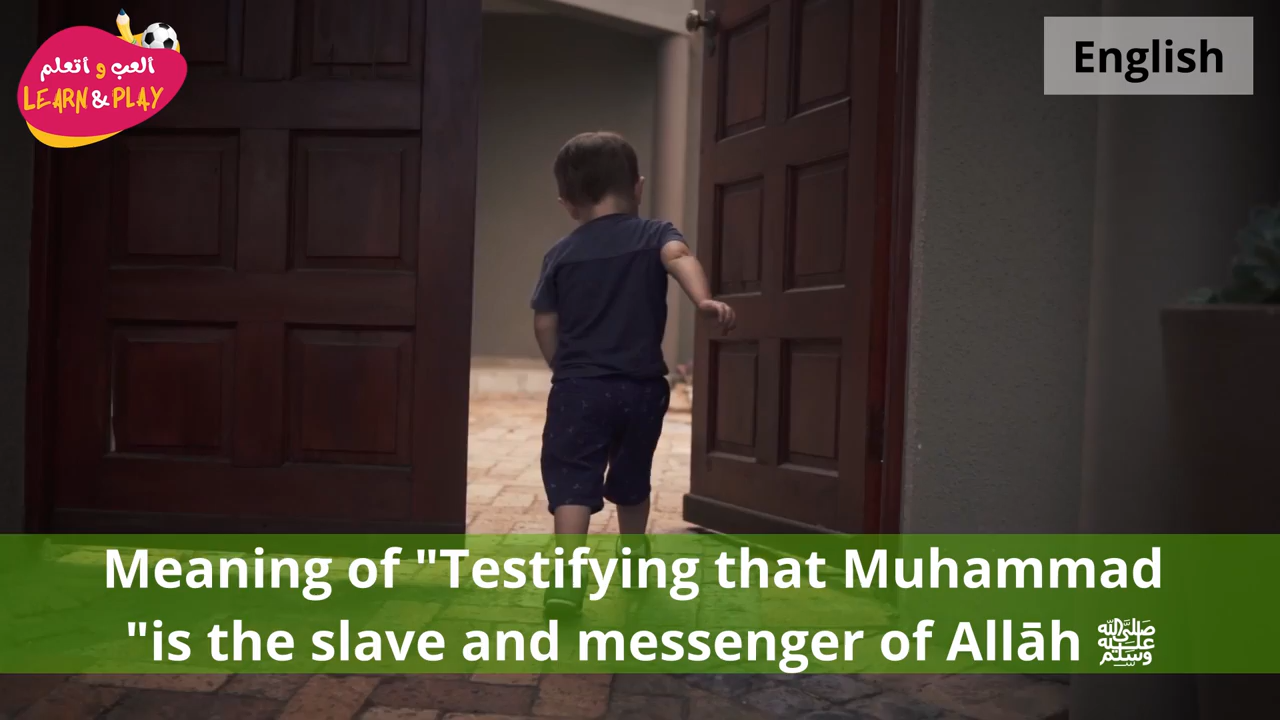 ألعب و أتعلم
LEARN & PLAY
English
Meaning of "Testifying that Muhammad
"is the slave and messenger of Allāh ﷺ